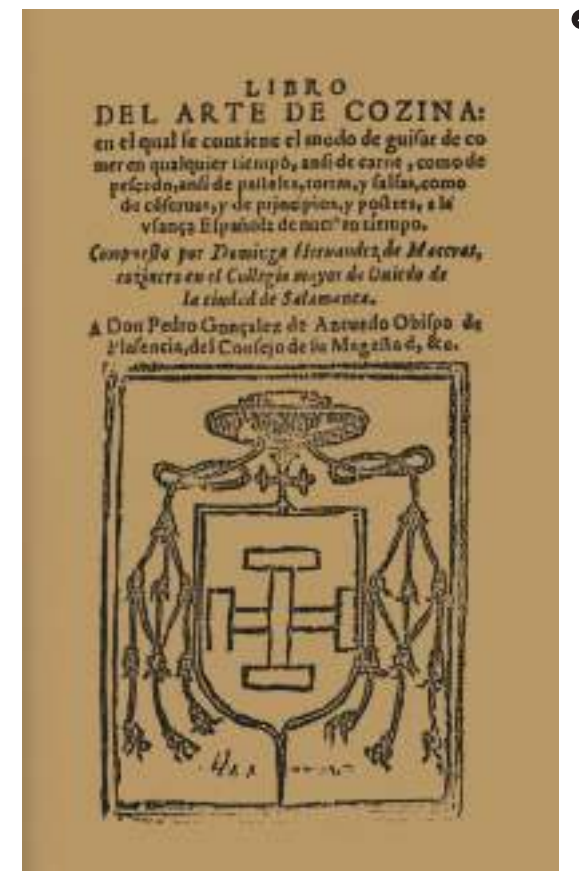 LIBRO
DEL ARTE DE COZINA:
en el qual ſe contiene el modo de guiſar de co
mer en qualquier tiempo, anſi de carne, como de
peſcado, anſi de paſteles, tortas, y ſalſas, como
de cõſeruas, y de principios, y poſtres, a la
vſança Eſpañola de nueſtro tiempo.
Compueſto por Domingo Hernandez de Maceras,
cozinero en el Collegio mayor de Ouiedo de
la ciudad de Salamanca.
A Don Pedro Gonçalez de Azeuedo Obiſpo de
Plaſencia, del Conſejo de ſu Mageſtad, &c.